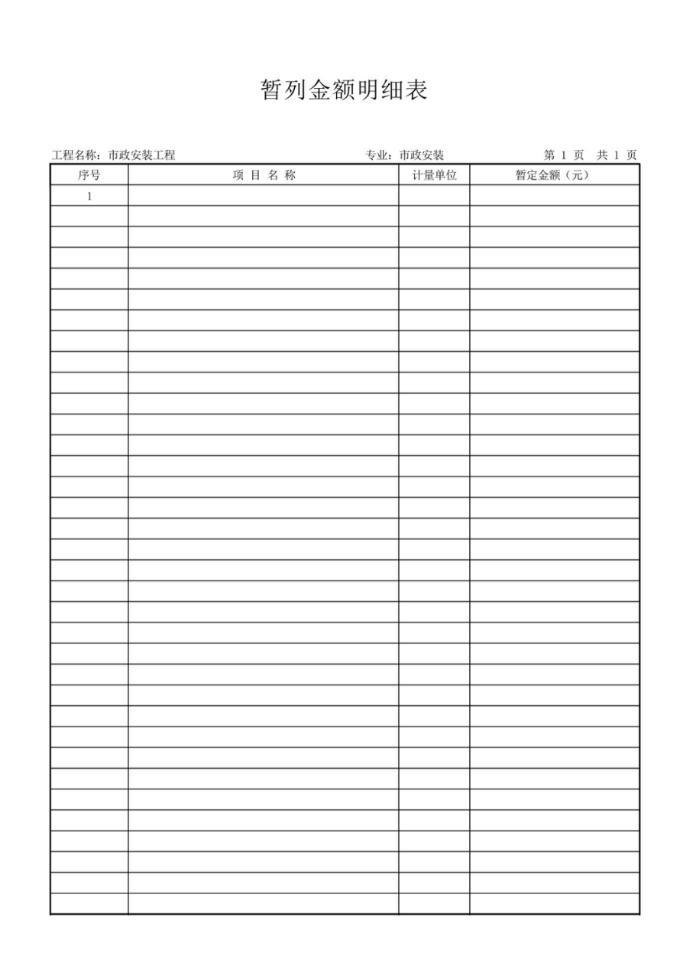 暂列金额明细表
工程名称：市政安装工程 专业：市政安装 第 1 页 共 1 页
序号 项 目 名 称 计量单位 暂定金额（元）
1